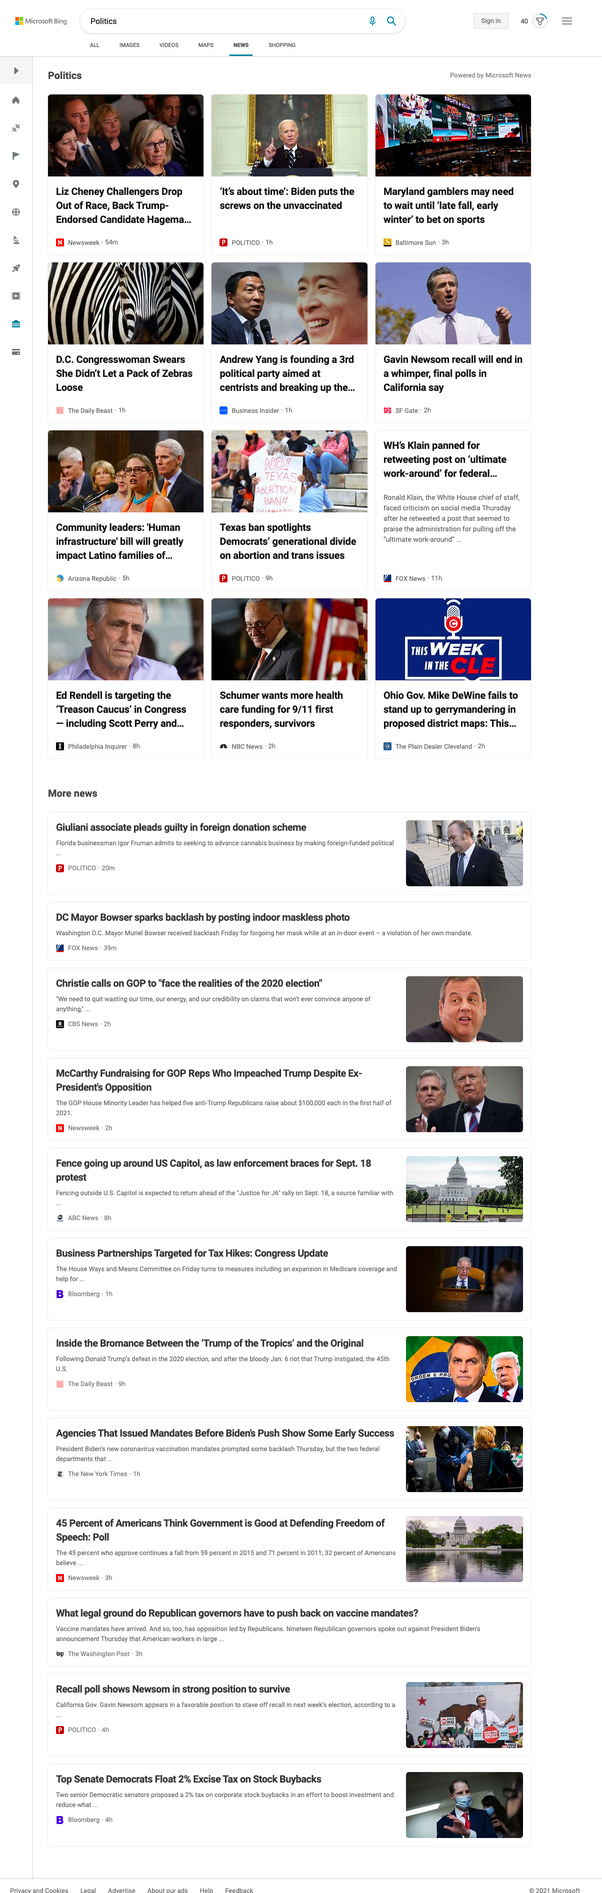 Microsoft Bing
Politics
Sign in
40
ALL
IMAGES
VIDEOS
MAPS
NEWS
SHOPPING
Politics
Powered by Microsoft News
Liz Cheney Challengers Drop
Out of Race, Back Trump-
Endorsed Candidate Hagema...
Newsweek · 54m
'It's about time': Biden puts the
screws on the unvaccinated
POLITICO · 1h
Maryland gamblers may need
to wait until 'late fall, early
winter' to bet on sports
Baltimore Sun · 3h
D.C. Congresswoman Swears
She Didn't Let a Pack of Zebras
Loose
The Daily Beast · 1h
Andrew Yang is founding a 3rd
political party aimed at
centrists and breaking up the...
Business Insider · 1h
Gavin Newsom recall will end in
a whimper, final polls in
California say
SF Gate · 2h
Community leaders: 'Human
infrastructure' bill will greatly
impact Latino families of...
Arizona Republic · 5h
NO!!
TEXAS
ABORTION
BAN!!
Texas ban spotlights
Democrats' generational divide
on abortion and trans issues
POLITICO · 9h
WH's Klain panned for
retweeting post on 'ultimate
work-around' for federal...
Ronald Klain, the White House chief of staff,
faced criticism on social media Thursday
after he retweeted a post that seemed to
praise the administration for pulling off the
"ultimate work-around" ...
FOX News · 11h
Ed Rendell is targeting the
'Treason Caucus' in Congress
— including Scott Perry and...
Philadelphia Inquirer · 8h
Schumer wants more health
care funding for 9/11 first
responders, survivors
NBC News · 2h
THIS WEEK
IN THE CLE
Ohio Gov. Mike DeWine fails to
stand up to gerrymandering in
proposed district maps: This...
The Plain Dealer Cleveland · 2h
More news
Giuliani associate pleads guilty in foreign donation scheme
Florida businessman Igor Fruman admits to seeking to advance cannabis business by making foreign-funded political
...
POLITICO · 20m
DC Mayor Bowser sparks backlash by posting indoor maskless photo
Washington D.C. Mayor Muriel Bowser received backlash Friday for forgoing her mask while at an in-door event – a violation of her own mandate.
FOX News · 39m
Christie calls on GOP to "face the realities of the 2020 election"
"We need to quit wasting our time, our energy, and our credibility on claims that won't ever convince anyone of
anything," ...
CBS News · 2h
McCarthy Fundraising for GOP Reps Who Impeached Trump Despite Ex-
President's Opposition
The GOP House Minority Leader has helped five anti-Trump Republicans raise about $100,000 each in the first half of
2021.
Newsweek · 2h
Fence going up around US Capitol, as law enforcement braces for Sept. 18
protest
Fencing outside U.S. Capitol is expected to return ahead of the "Justice for J6" rally on Sept. 18, a source familiar with
...
ABC News · 8h
Business Partnerships Targeted for Tax Hikes: Congress Update
The House Ways and Means Committee on Friday turns to measures including an expansion in Medicare coverage and
help for ...
Bloomberg · 1h
Inside the Bromance Between the 'Trump of the Tropics' and the Original
Following Donald Trump's defeat in the 2020 election, and after the bloody Jan. 6 riot that Trump instigated, the 45th
U.S.
The Daily Beast · 9h
Agencies That Issued Mandates Before Biden's Push Show Some Early Success
President Biden's new coronavirus vaccination mandates prompted some backlash Thursday, but the two federal
departments that ...
The New York Times · 1h
45 Percent of Americans Think Government is Good at Defending Freedom of
Speech: Poll
The 45 percent who approve continues a fall from 59 percent in 2015 and 71 percent in 2011; 32 percent of Americans
believe ...
Newsweek · 3h
What legal ground do Republican governors have to push back on vaccine mandates?
Vaccine mandates have arrived. And so, too, has opposition led by Republicans. Nineteen Republican governors spoke out against President Biden's
announcement Thursday that American workers in large ...
The Washington Post · 3h
Recall poll shows Newsom in strong position to survive
California Gov. Gavin Newsom appears in a favorable position to stave off recall in next week's election, according to a
...
POLITICO · 4h
Top Senate Democrats Float 2% Excise Tax on Stock Buybacks
Two senior Democratic senators proposed a 2% tax on corporate stock buybacks in an effort to boost investment and
reduce what ...
Bloomberg · 4h
Privacy and Cookies
Legal
Advertise
About our ads
Help
Feedback
© 2021 Microsoft